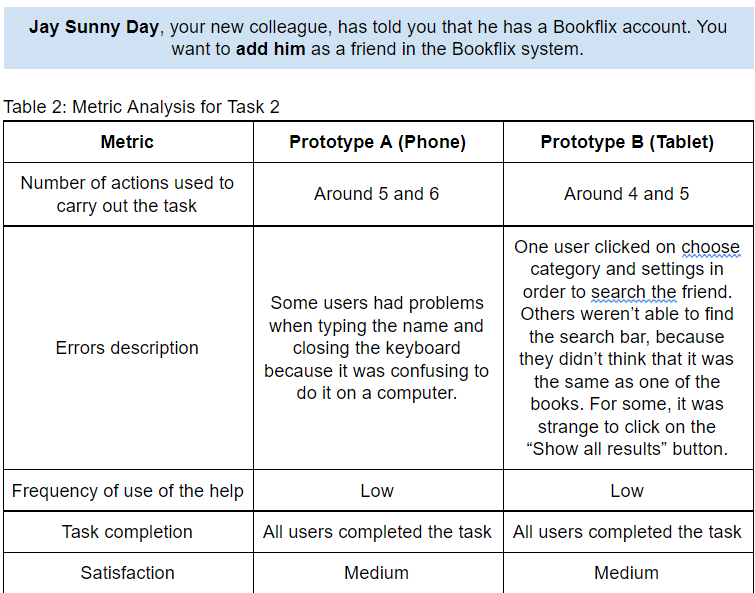 Jay Sunny Day, your new colleague, has told you that he has a Bookflix account. You
want to add him as a friend in the Bookflix system.
Table 2: Metric Analysis for Task 2
Metric
Prototype A (Phone)
Prototype B (Tablet)
Number of actions used to
carry out the task
Around 5 and 6
Around 4 and 5
Errors description
Some users had problems
when typing the name and
closing the keyboard
because it was confusing to
do it on a computer.
One user clicked on choose
category and settings in
order to search the friend.
Others weren’t able to find
the search bar, because
they didn’t think that it was
the same as one of the
books. For some, it was
strange to click on the
“Show all results” button.
Frequency of use of the help
Low
Low
Task completion
All users completed the task
All users completed the task
Satisfaction
Medium
Medium